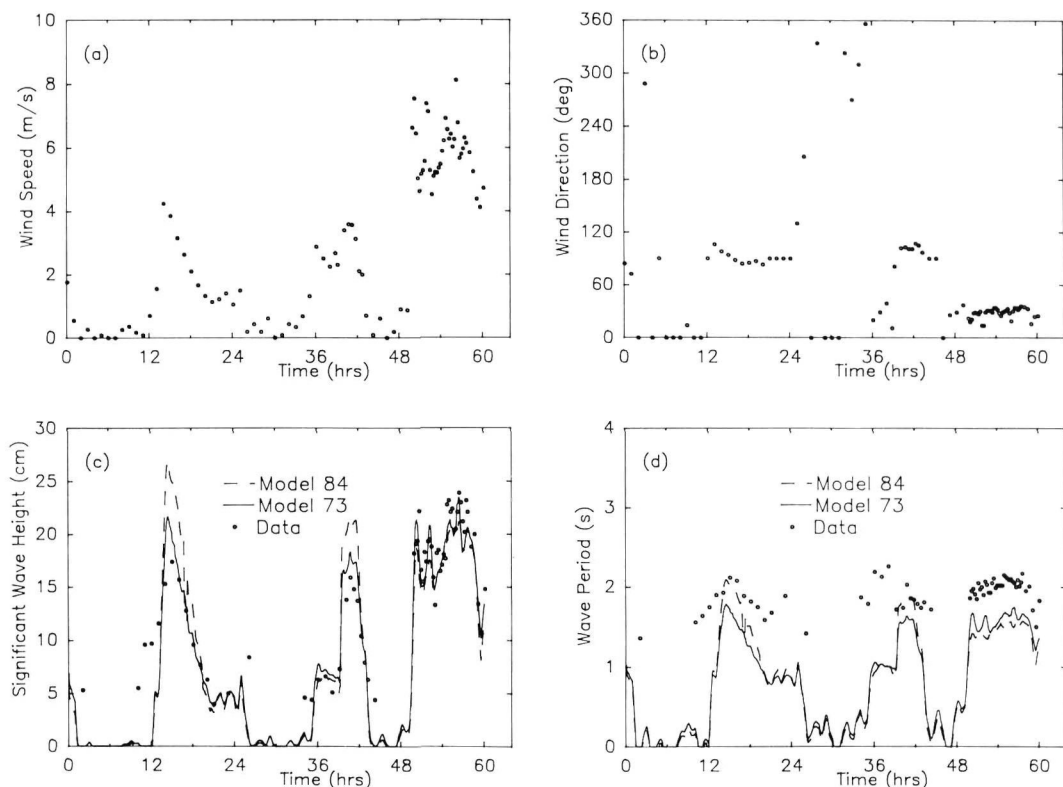 (a)
Wind Speed (m/s)
10
8
6
4
2
0
0 12 24 36 48 60
Time (hrs)
(b)
Wind Direction (deg)
360
300
240
180
120
60
0
0 12 24 36 48 60
Time (hrs)
(c)
Significant Wave Height (cm)
30
25
20
15
10
5
0
Model 84
Model 73
Data
0 12 24 36 48 60
Time (hrs)
(d)
Wave Period (s)
4
3
2
1
0
Model 84
Model 73
Data
0 12 24 36 48 60
Time (hrs)